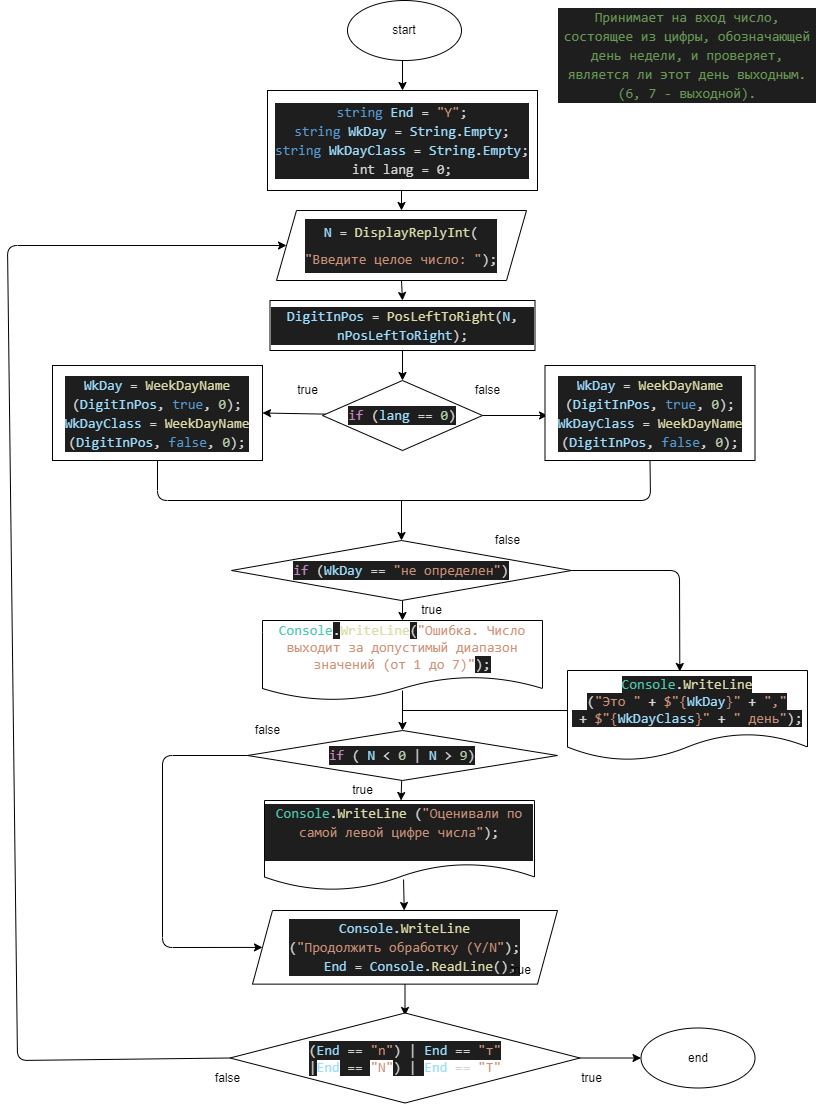 start
Принимает на вход число,
состоящее из цифры, обозначающей
день недели, и проверяет,
является ли этот день выходным.
(6, 7 - выходной).
string End = "Y";
string WkDay = String.Empty;
string WkDayClass = String.Empty;
int lang = 0;
N = DisplayReplyInt(
"Введите целое число: ");
DigitInPos = PosLeftToRight(N,
nPosLeftToRight);
true
false
WkDay = WeekDayName
(DigitInPos, true, 0);
WkDayClass = WeekDayName
(DigitInPos, false, 0);
if (lang == 0)
WkDay = WeekDayName
(DigitInPos, true, 0);
WkDayClass = WeekDayName
(DigitInPos, false, 0);
false
if (WkDay == "не определен")
true
Console.WriteLine("Ошибка. Число
выходит за допустимый диапазон
значений (от 1 до 7)");
Console.WriteLine
("Это " + $"{WkDay}" + ","
+ $"{WkDayClass}" + " день");
false
if ( N < 0 | N > 9)
true
Console.WriteLine ("Оценивали по
самой левой цифре числа");
Console.WriteLine
("Продолжить обработку (Y/N");
End = Console.ReadLine();
(End == "n") | End == "т"
|End == "N") | End == "Т"
end
false
true